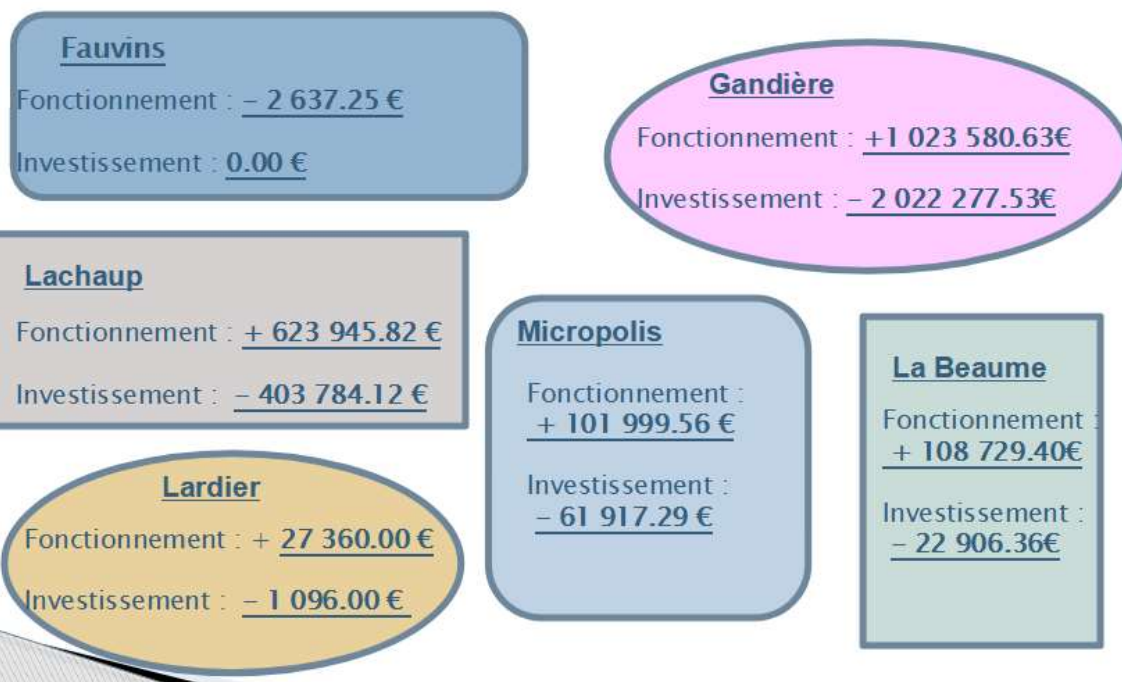 Fauvins
Fonctionnement : – 2 637.25 €
Investissement : 0.00 €
Gandière
Fonctionnement : +1 023 580.63€
Investissement : – 2 022 277.53€
Lachaup
Fonctionnement : + 623 945.82 €
Investissement : – 403 784.12 €
Micropolis
Fonctionnement :
+ 101 999.56 €
Investissement :
– 61 917.29 €
La Beaume
Fonctionnement :
+ 108 729.40€
Investissement :
– 22 906.36€
Lardier
Fonctionnement : + 27 360.00 €
Investissement : – 1 096.00 €